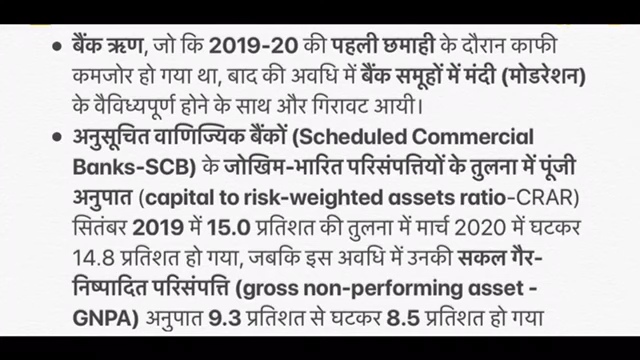 • बैंक ऋण, जो कि 2019-20 की पहली छमाही के दौरान काफी
कमजोर हो गया था, बाद की अवधि में बैंक समूहों में मंदी (मोडरेशन)
के वैविध्यपूर्ण होने के साथ और गिरावट आयी।
• अनुसूचित वाणिज्यिक बैंकों (Scheduled Commercial
Banks-SCB) के जोखिम-भारित परिसंपत्तियों के तुलना में पूंजी
अनुपात (capital to risk-weighted assets ratio-CRAR)
सितंबर 2019 में 15.0 प्रतिशत की तुलना में मार्च 2020 में घटकर
14.8 प्रतिशत हो गया, जबकि इस अवधि में उनकी सकल गैर-
निष्पादित परिसंपत्ति (gross non-performing asset -
GNPA) अनुपात 9.3 प्रतिशत से घटकर 8.5 प्रतिशत हो गया